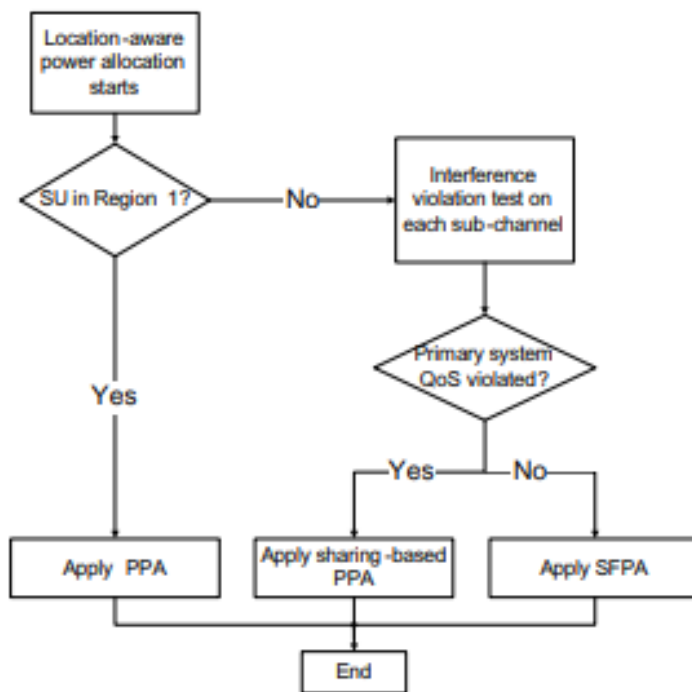 Location-aware
power allocation
starts
SU in Region 1?
No
Interference
violation test on
each sub-channel
Primary system
QoS violated?
Yes
Yes
No
Apply PPA
Apply sharing-based
PPA
Apply SFPA
End